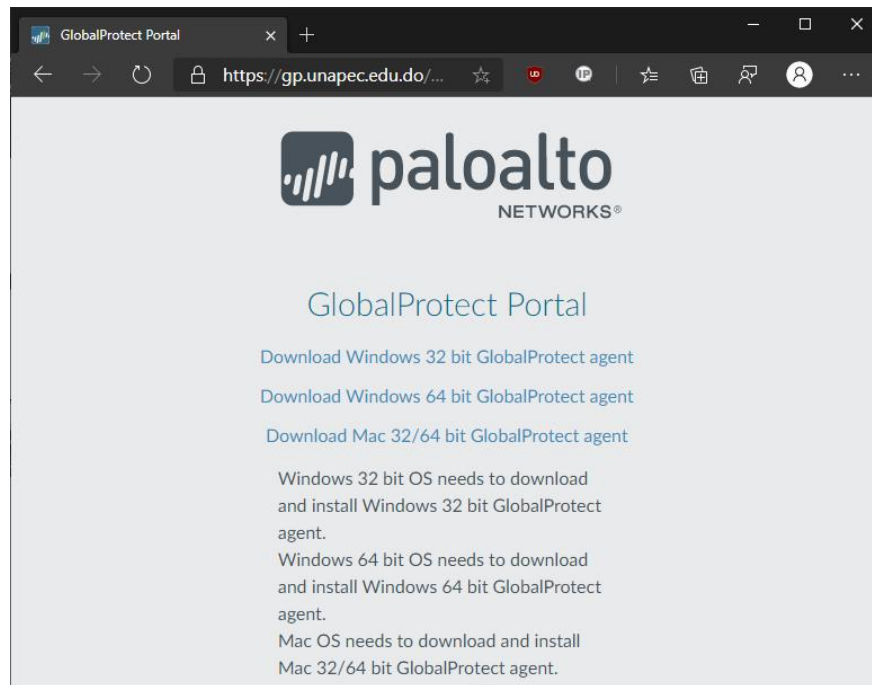 GlobalProtect Portal
https://gp.unapec.edu.do/...
paloalto
NETWORKS®
GlobalProtect Portal
Download Windows 32 bit GlobalProtect agent
Download Windows 64 bit GlobalProtect agent
Download Mac 32/64 bit GlobalProtect agent
Windows 32 bit OS needs to download
and install Windows 32 bit GlobalProtect
agent.
Windows 64 bit OS needs to download
and install Windows 64 bit GlobalProtect
agent.
Mac OS needs to download and install
Mac 32/64 bit GlobalProtect agent.